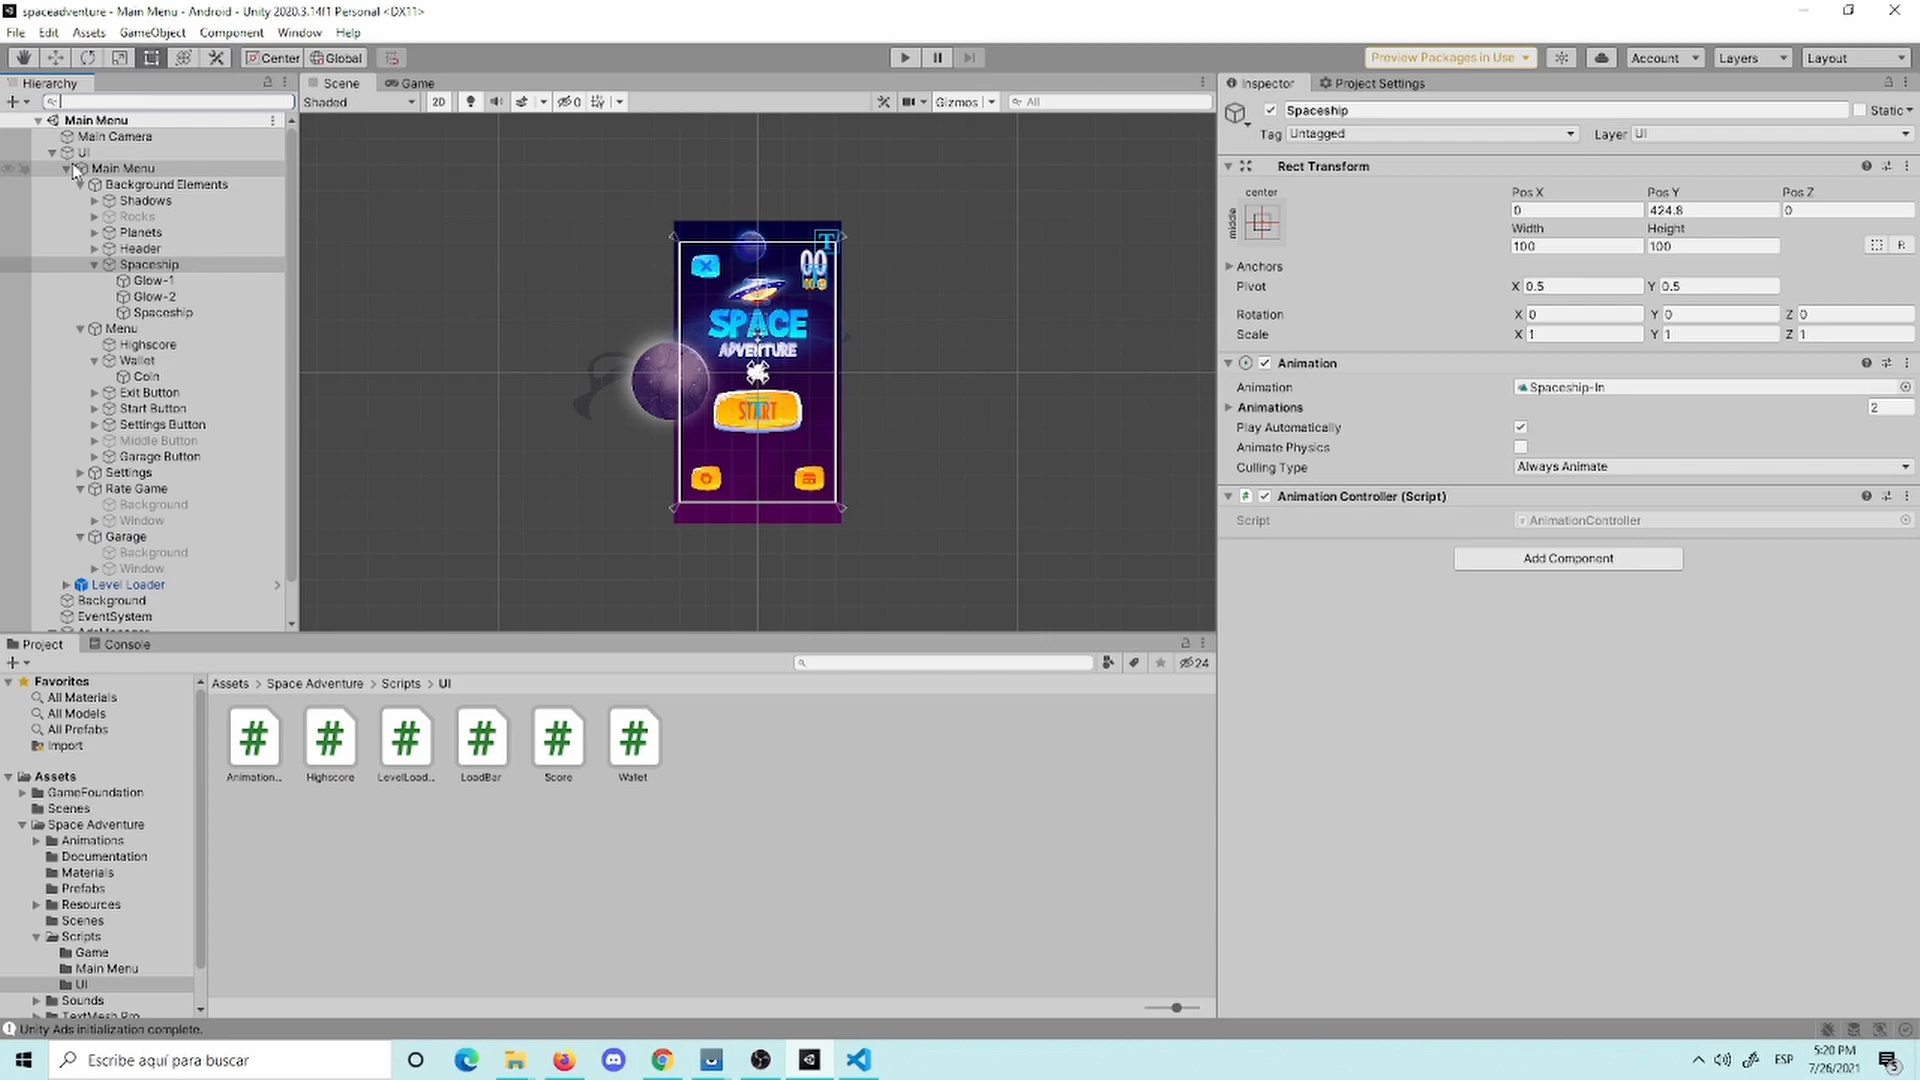 spaceadventure - Main Menu - Android - Unity 2020.3.14f1 Personal <DX11>
File Edit Assets GameObject Component Window Help
Center Global Preview Packages in Use Account Layers Layout
Hierarchy
Main Menu
Main Camera
UI
Main Menu
Background Elements
Shadows
Rocks
Planets
Header
Spaceship
Glow-1
Glow-2
Spaceship
Menu
Highscore
Wallet
Coin
Exit Button
Start Button
Settings Button
Middle Button
Garage Button
Settings
Rate Game
Background
Window
Garage
Background
Window
Level Loader
Background
EventSystem
Scene Game
Shaded 2D 0 Gizmos All
00
SPACE
ADVENTURE
START
Inspector Project Settings
Spaceship Static
Tag Untagged Layer UI
Rect Transform
center
middle
Pos X Pos Y Pos Z
0 424.8 0
Width Height
100 100 R
Anchors
Pivot X 0.5 Y 0.5
Rotation X 0 Y 0 Z 0
Scale X 1 Y 1 Z 1
Animation
Animation Spaceship-In
Animations 2
Play Automatically
Animate Physics
Culling Type Always Animate
Animation Controller (Script)
Script AnimationController
Add Component
Project Console
24
Favorites
All Materials
All Models
All Prefabs
Import
Assets
GameFoundation
Scenes
Space Adventure
Animations
Documentation
Materials
Prefabs
Resources
Scenes
Scripts
Game
Main Menu
UI
Sounds
TextMesh Pro
Assets > Space Adventure > Scripts > UI
Animation... Highscore LevelLoad... LoadBar Score Wallet
Unity Ads initialization complete.
Escribe aquí para buscar
ESP
5:20 PM
7/26/2021
5